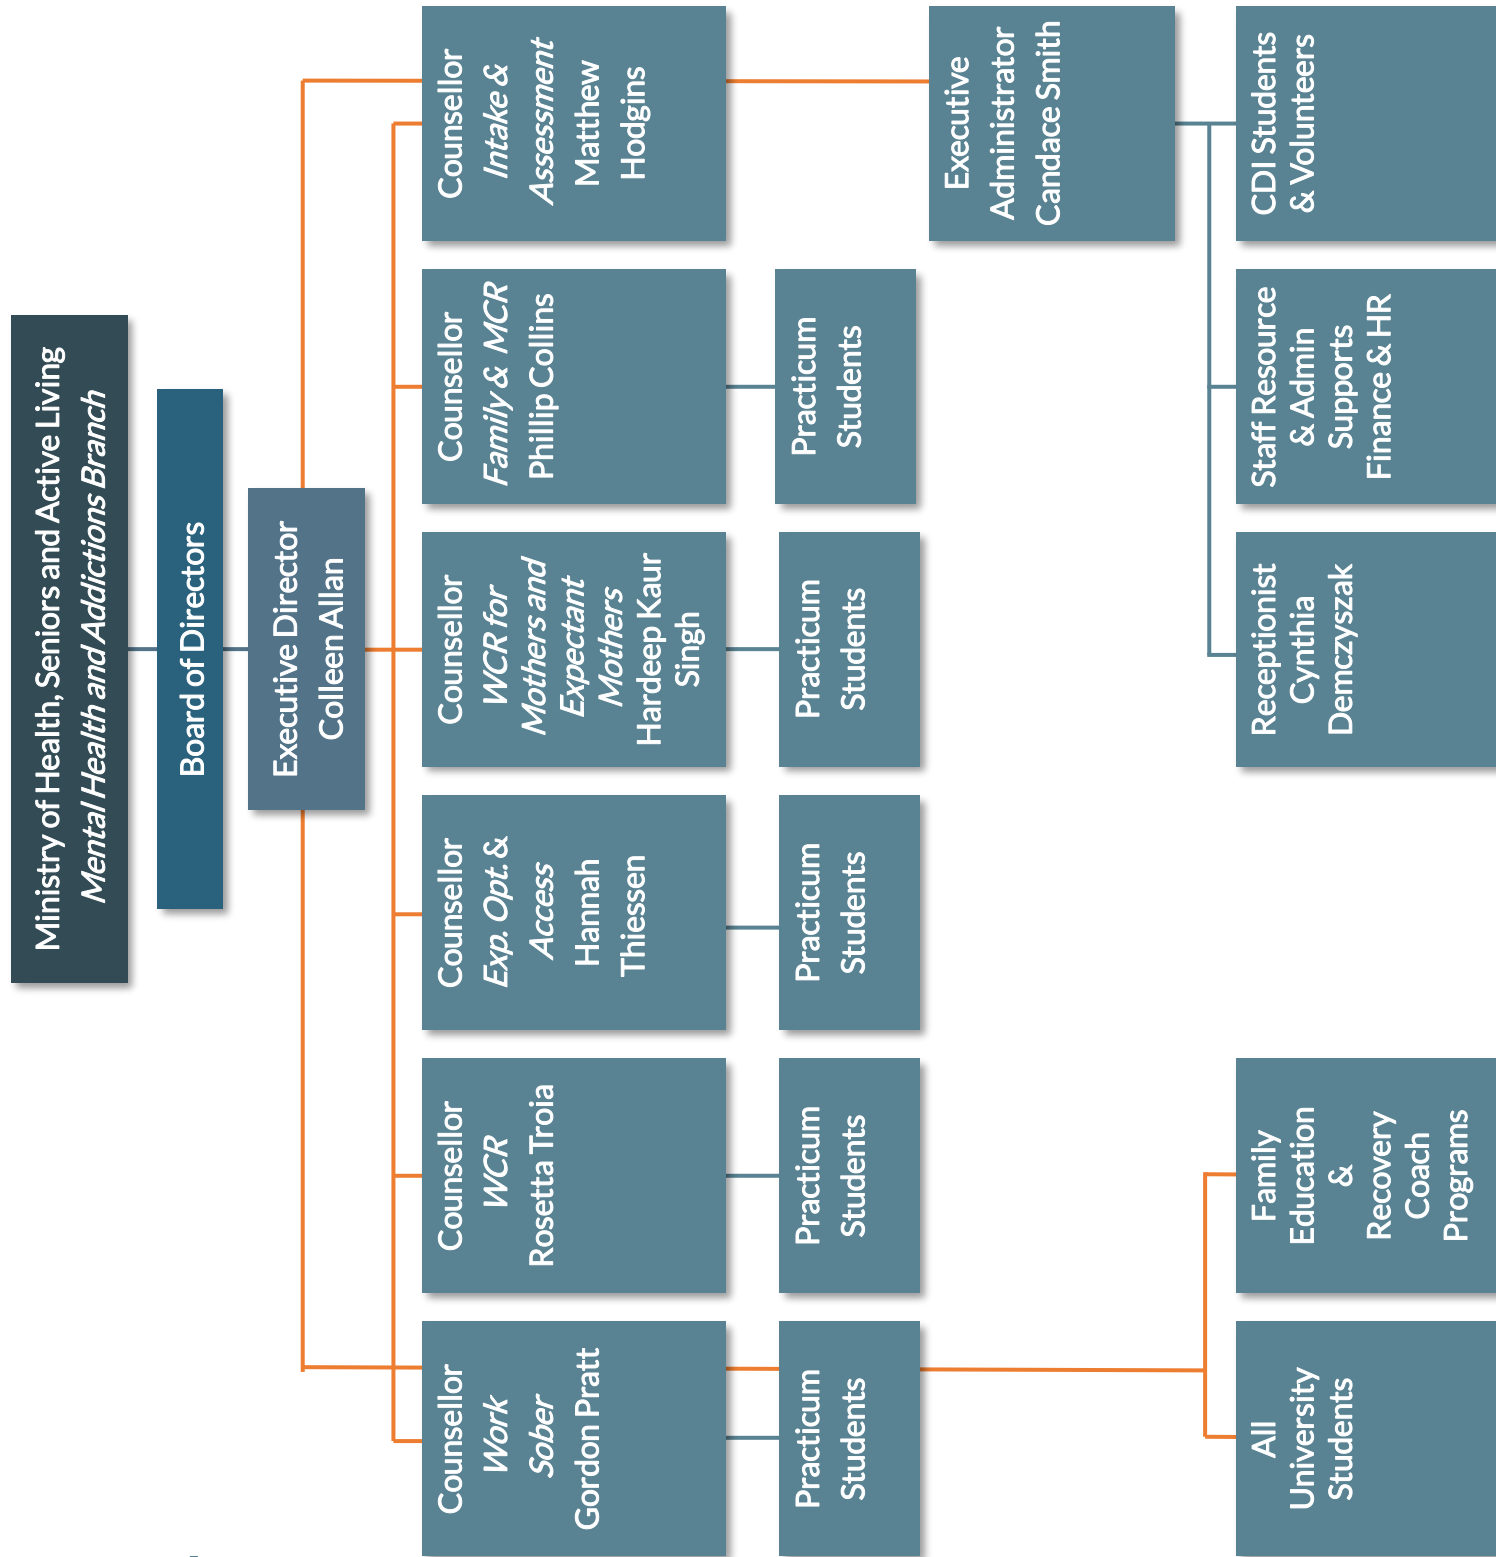 Ministry of Health, Seniors and Active Living
Mental Health and Addictions Branch
Board of Directors
Executive Director
Colleen Allan
Counsellor
Work
Sober
Gordon Pratt
Counsellor
WCR
Rosetta Troia
Counsellor
Exp. Opt. &
Access
Hannah
Thiessen
Counsellor
WCR for
Mothers and
Expectant
Mothers
Hardeep Kaur
Singh
Counsellor
Family & MCR
Phillip Collins
Counsellor
Intake &
Assessment
Matthew
Hodgins
Practicum
Students
Practicum
Students
Practicum
Students
Practicum
Students
Practicum
Students
Executive
Administrator
Candace Smith
All
University
Students
Family
Education
&
Recovery
Coach
Programs
Receptionist
Cynthia
Demczyszak
Staff Resource
& Admin
Supports
Finance & HR
CDI Students
& Volunteers